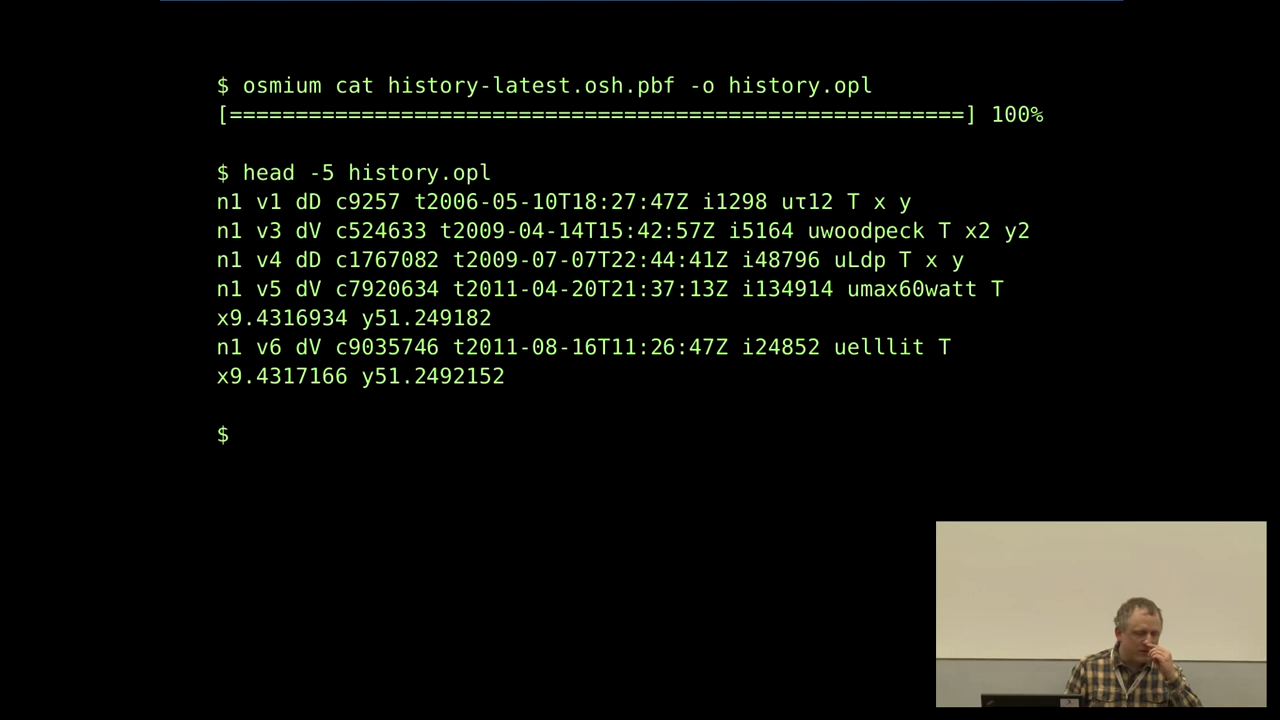 $ osmium cat history-latest.osh.pbf -o history.opl
[========================================================] 100%
$ head -5 history.opl
n1 v1 dD c9257 t2006-05-10T18:27:47Z i1298 uτ12 T x y
n1 v3 dV c524633 t2009-04-14T15:42:57Z i5164 uwoodpeck T x2 y2
n1 v4 dD c1767082 t2009-07-07T22:44:41Z i48796 uLdp T x y
n1 v5 dV c7920634 t2011-04-20T21:37:13Z i134914 umax60watt T
x9.4316934 y51.249182
n1 v6 dV c9035746 t2011-08-16T11:26:47Z i24852 uelllit T
x9.4317166 y51.2492152
$